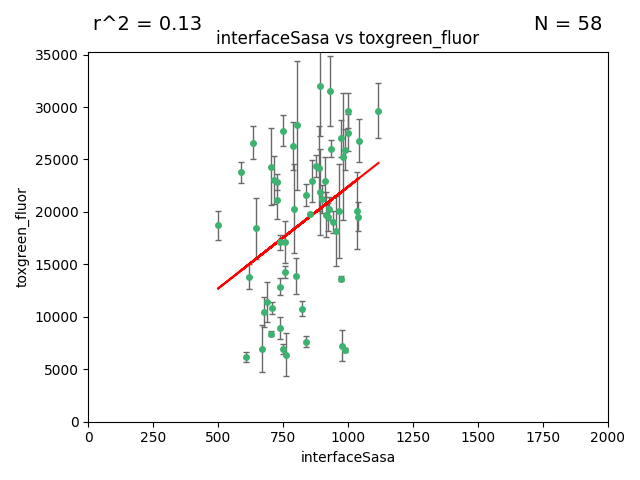 r^2 = 0.13
N = 58
interfaceSasa vs toxgreen_fluor
35000
30000
25000
20000
15000
10000
5000
0
toxgreen_fluor
0 250 500 750 1000 1250 1500 1750 2000
interfaceSasa